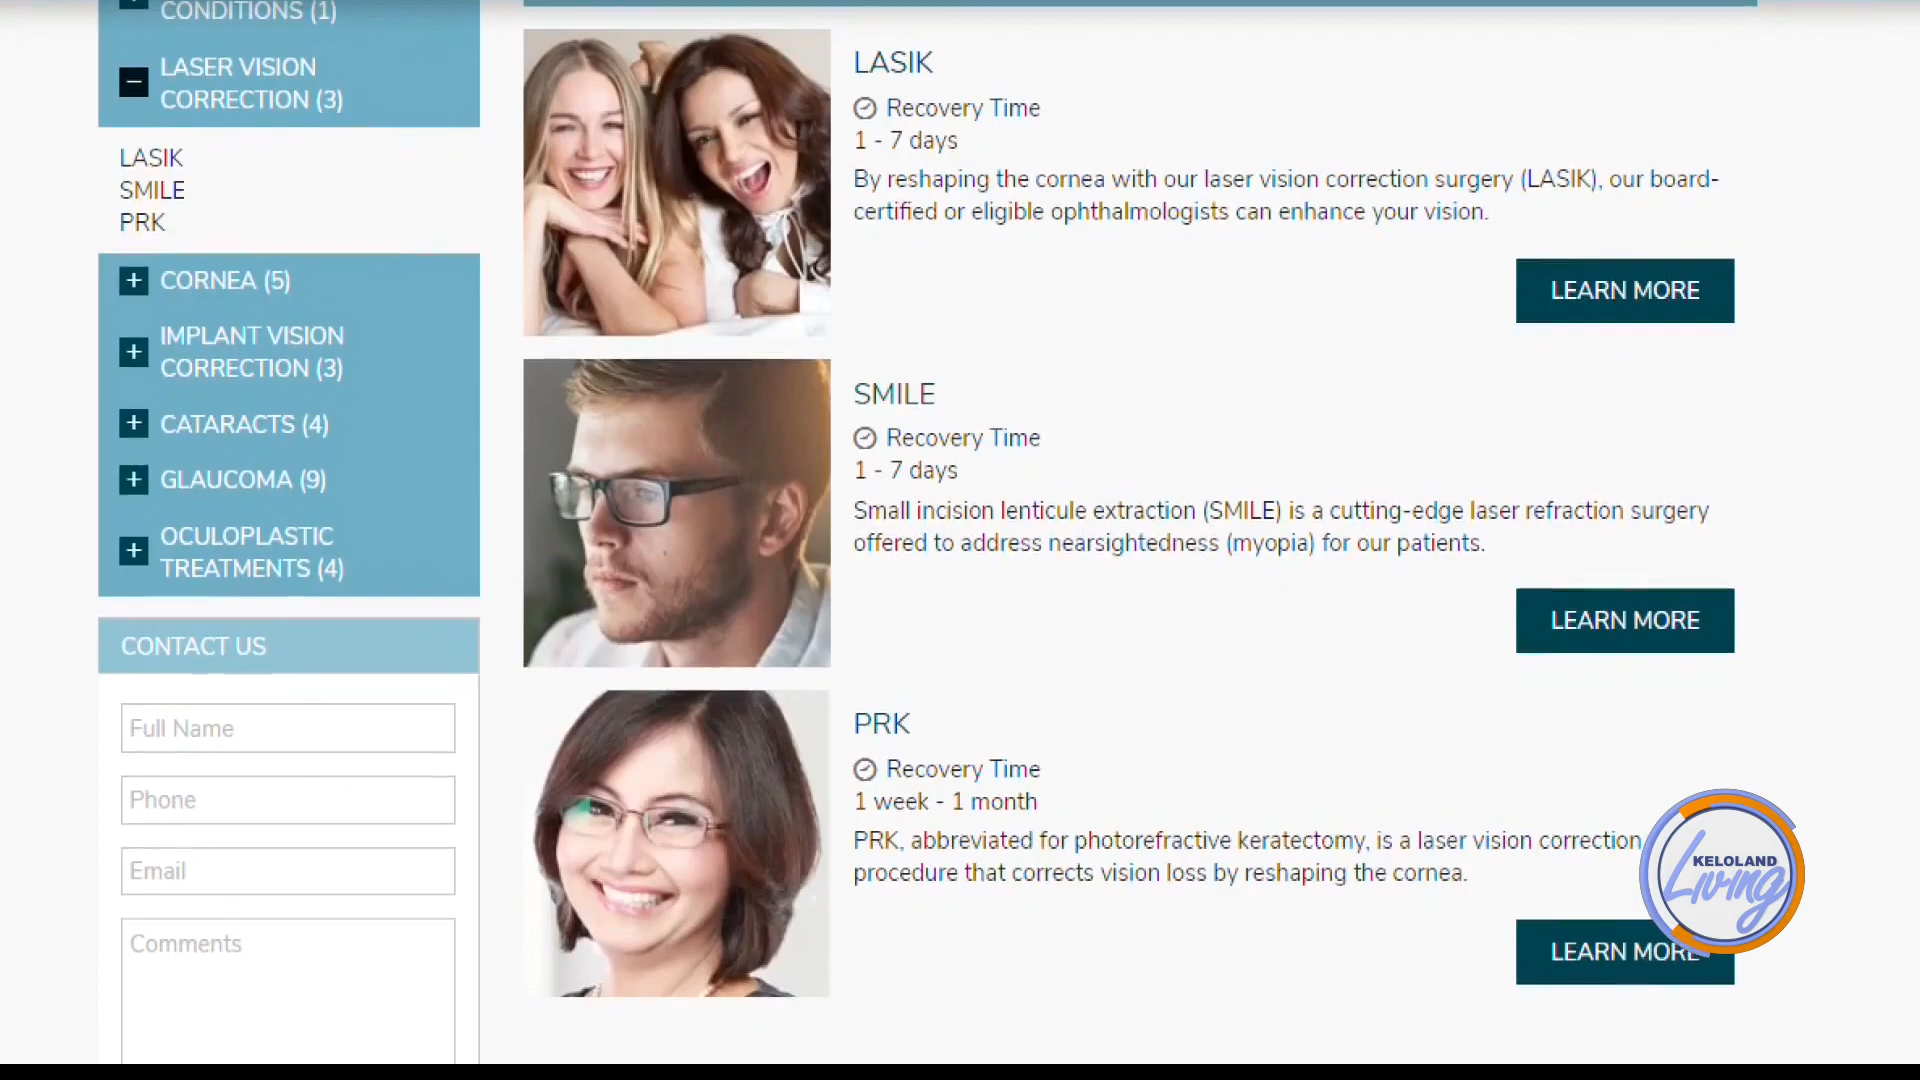 CONDITIONS (1)
LASER VISION
CORRECTION (3)
LASIK
SMILE
PRK
CORNEA (5)
IMPLANT VISION
CORRECTION (3)
CATARACTS (4)
GLAUCOMA (9)
OCULOPLASTIC
TREATMENTS (4)
CONTACT US
Full Name
Phone
Email
Comments
LASIK
Recovery Time
1 - 7 days
By reshaping the cornea with our laser vision correction surgery (LASIK), our board-
certified or eligible ophthalmologists can enhance your vision.
LEARN MORE
SMILE
Recovery Time
1 - 7 days
Small incision lenticule extraction (SMILE) is a cutting-edge laser refraction surgery
offered to address nearsightedness (myopia) for our patients.
LEARN MORE
PRK
Recovery Time
1 week - 1 month
PRK, abbreviated for photorefractive keratectomy, is a laser vision correction
procedure that corrects vision loss by reshaping the cornea.
LEARN MORE
KELOLAND
Living